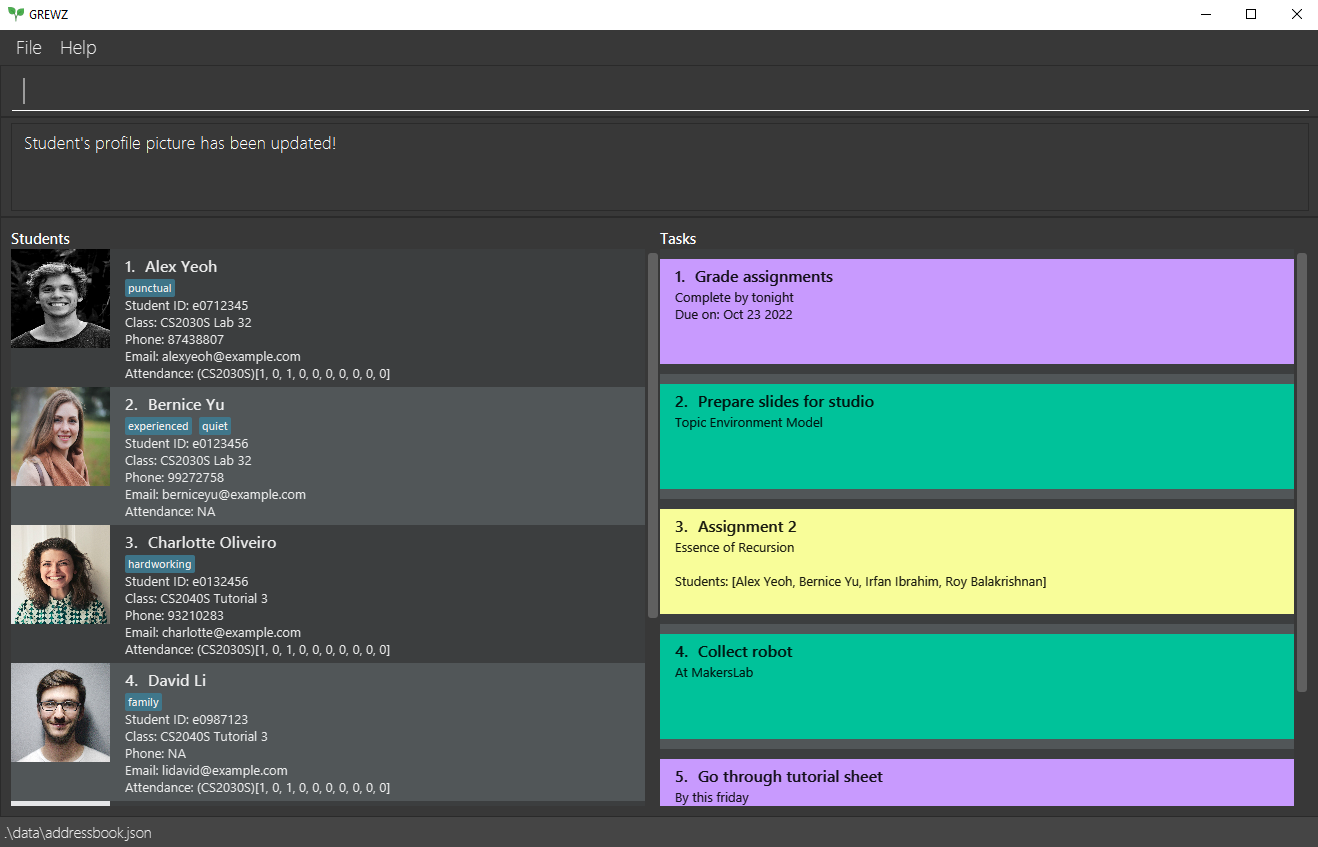 GREWZ
File Help
Student's profile picture has been updated!
Students
1. Alex Yeoh
punctual
Student ID: e0712345
Class: CS2030S Lab 32
Phone: 87438807
Email: alexyeoh@example.com
Attendance: (CS2030S)[1, 0, 1, 0, 0, 0, 0, 0, 0, 0]
2. Bernice Yu
experienced quiet
Student ID: e0123456
Class: CS2030S Lab 32
Phone: 99272758
Email: berniceyu@example.com
Attendance: NA
3. Charlotte Oliveiro
hardworking
Student ID: e0132456
Class: CS2040S Tutorial 3
Phone: 93210283
Email: charlotte@example.com
Attendance: (CS2030S)[1, 0, 1, 0, 0, 0, 0, 0, 0, 0]
4. David Li
family
Student ID: e0987123
Class: CS2040S Tutorial 3
Phone: NA
Email: lidavid@example.com
Attendance: (CS2030S)[1, 0, 1, 0, 0, 0, 0, 0, 0, 0]
Tasks
1. Grade assignments
Complete by tonight
Due on: Oct 23 2022
2. Prepare slides for studio
Topic Environment Model
3. Assignment 2
Essence of Recursion
Students: [Alex Yeoh, Bernice Yu, Irfan Ibrahim, Roy Balakrishnan]
4. Collect robot
At MakersLab
5. Go through tutorial sheet
By this friday
.\data\addressbook.json